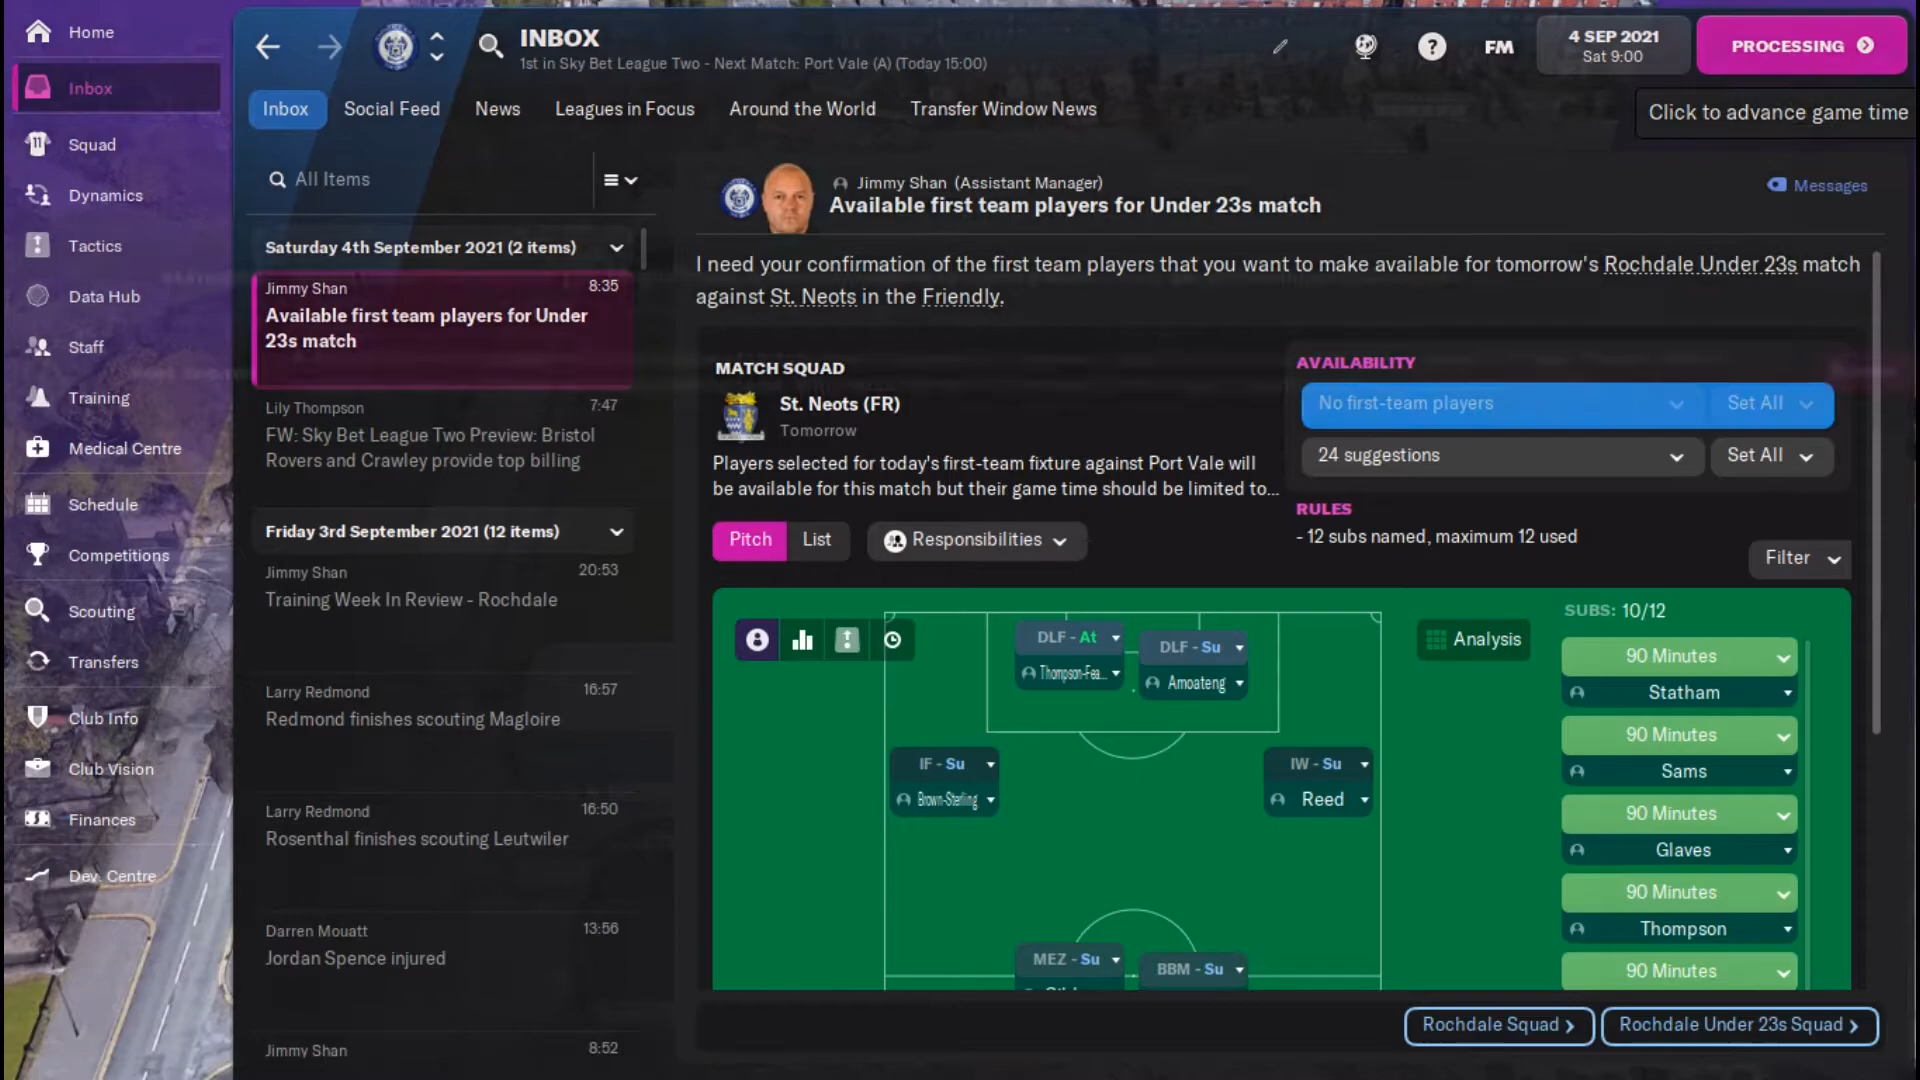 Home
Inbox
Squad
Dynamics
Tactics
Data Hub
Staff
Training
Medical Centre
Schedule
Competitions
Scouting
Transfers
Club Info
Club Vision
Finances
Dev. Centre
INBOX
1st in Sky Bet League Two - Next Match: Port Vale (A) (Today 15:00)
FM
4 SEP 2021
Sat 9:00
PROCESSING
Click to advance game time
Inbox
Social Feed
News
Leagues in Focus
Around the World
Transfer Window News
All Items
Saturday 4th September 2021 (2 items)
Jimmy Shan 8:35
Available first team players for Under
23s match
Lily Thompson 7:47
FW: Sky Bet League Two Preview: Bristol
Rovers and Crawley provide top billing
Friday 3rd September 2021 (12 items)
Jimmy Shan 20:53
Training Week In Review - Rochdale
Larry Redmond 16:57
Redmond finishes scouting Magloire
Larry Redmond 16:50
Rosenthal finishes scouting Leutwiler
Darren Mouatt 13:56
Jordan Spence injured
Jimmy Shan 8:52
Jimmy Shan (Assistant Manager)
Available first team players for Under 23s match
Messages
I need your confirmation of the first team players that you want to make available for tomorrow's Rochdale Under 23s match
against St. Neots in the Friendly.
MATCH SQUAD
St. Neots (FR)
Tomorrow
Players selected for today's first-team fixture against Port Vale will
be available for this match but their game time should be limited to...
AVAILABILITY
No first-team players Set All
24 suggestions Set All
RULES
- 12 subs named, maximum 12 used
Pitch
List
Responsibilities
Filter
DLF - At
Thompson-Fea...
DLF - Su
Amoateng
Analysis
IF - Su
Brown-Sterling
IW - Su
Reed
MEZ - Su
BBM - Su
SUBS: 10/12
90 Minutes
Statham
90 Minutes
Sams
90 Minutes
Glaves
90 Minutes
Thompson
90 Minutes
Rochdale Squad
Rochdale Under 23s Squad